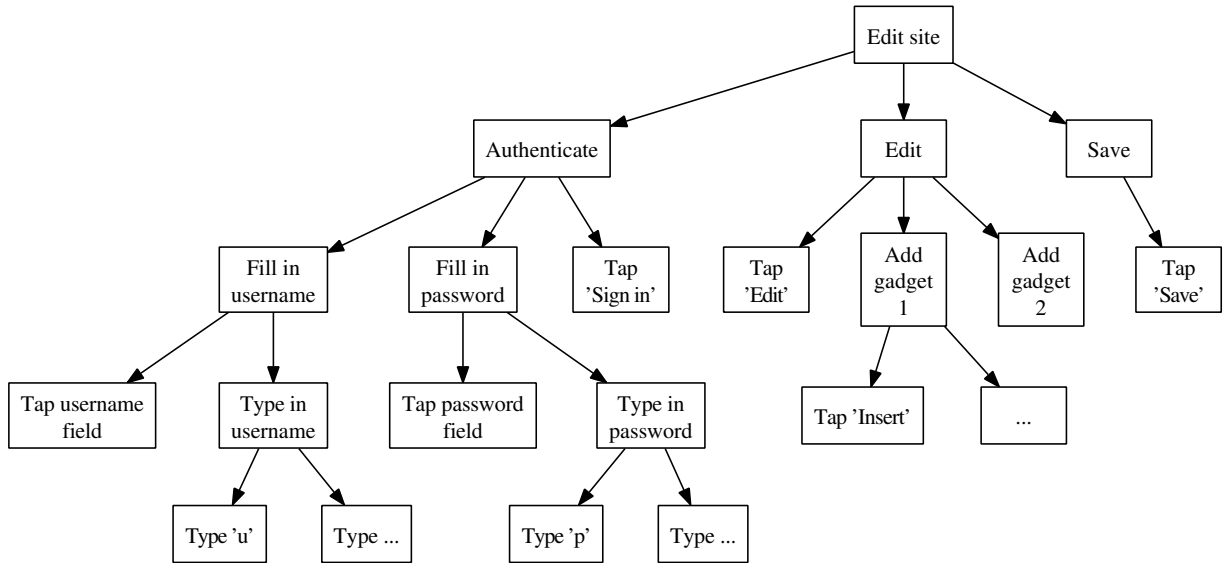 Edit site
Authenticate
Edit
Save
Fill in
username
Fill in
password
Tap
’Sign in’
Tap
’Edit’
Add
gadget
1
Add
gadget
2
Tap
’Save’
Tap username
field
Type in
username
Tap password
field
Type in
password
Tap ’Insert’
...
Type ’u’
Type ...
Type ’p’
Type ...